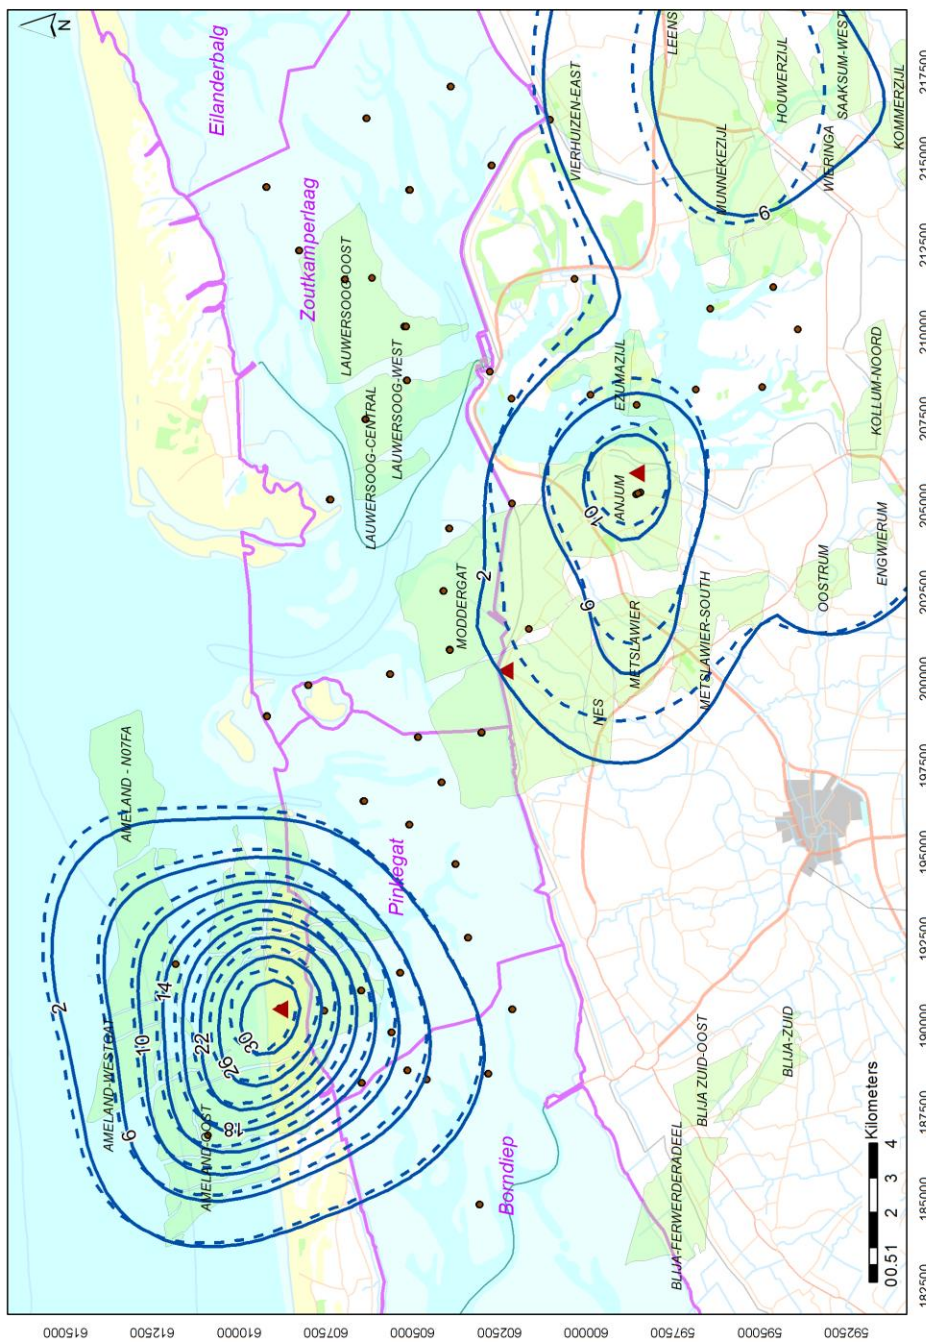 N
Eilanderbalg
Zoutkamperlaag
Pinkegat
Borndiep
AMELAND - N07FA
AMELAND-WESTGAT
AMELAND-OOST
LAUWERSOOG-OOST
LAUWERSOOG-CENTRAL
LAUWERSOOG-WEST
MODDERGAT
NES
METSLAWIER
METSLAWIER-SOUTH
ANJUM
EZUMAZIJL
VIERHUIZEN-EAST
MUNNEKEZIJL
LEENS
HOUWERZIJL
SAAKSUM-WEST
WIERINGA
KOMMERZIJL
KOLLUM-NOORD
OOSTRUM
ENGWIERUM
BLIJA-FERWERDERADEEL
BLIJA ZUID-OOST
BLIJA-ZUID
2
6
10
14
18
22
26
30
2
6
10
6
Kilometers
0 0.5 1 2 3 4
182500
185000
187500
190000
192500
195000
197500
200000
202500
205000
207500
210000
212500
215000
217500
615000
612500
610000
607500
605000
602500
600000
597500
595000
592500